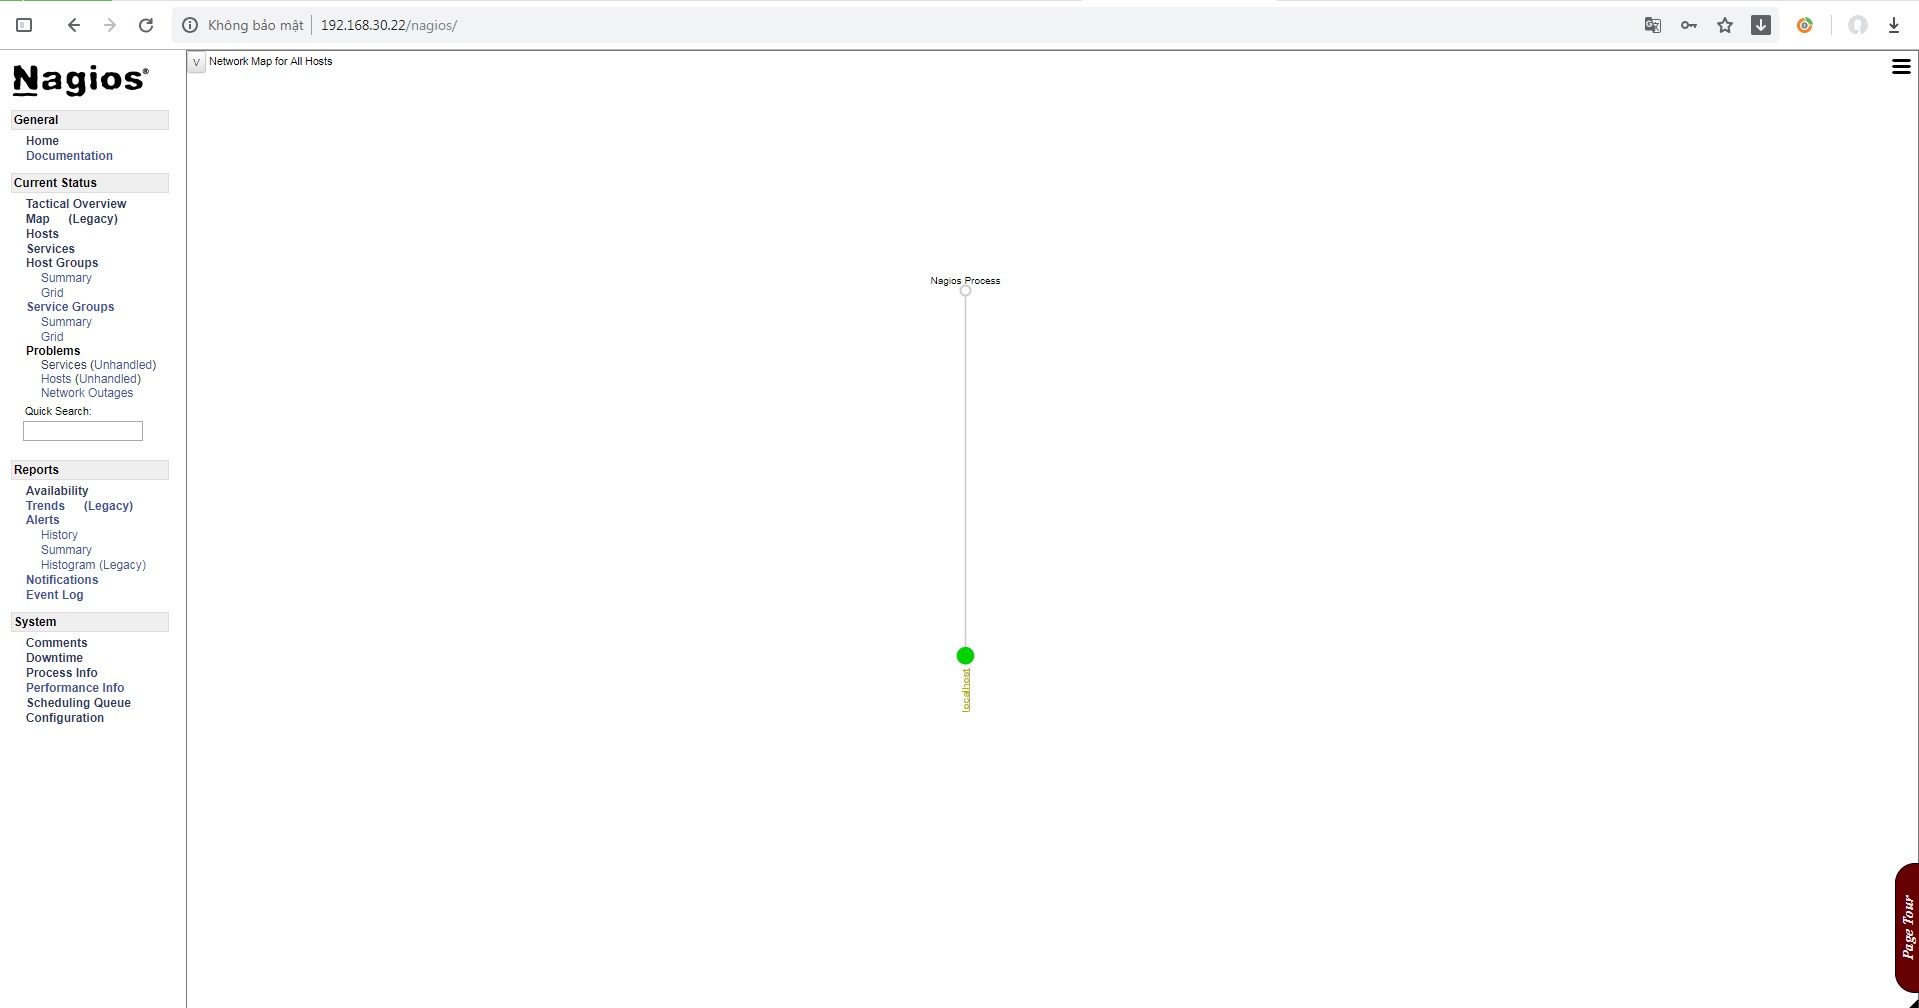 Không bảo mật 192.168.30.22/nagios/
Nagios®
General
Home
Documentation
Current Status
Tactical Overview
Map (Legacy)
Hosts
Services
Host Groups
Summary
Grid
Service Groups
Summary
Grid
Problems
Services (Unhandled)
Hosts (Unhandled)
Network Outages
Quick Search:
Reports
Availability
Trends (Legacy)
Alerts
History
Summary
Histogram (Legacy)
Notifications
Event Log
System
Comments
Downtime
Process Info
Performance Info
Scheduling Queue
Configuration
V Network Map for All Hosts
Nagios Process
localhost
Page Tour